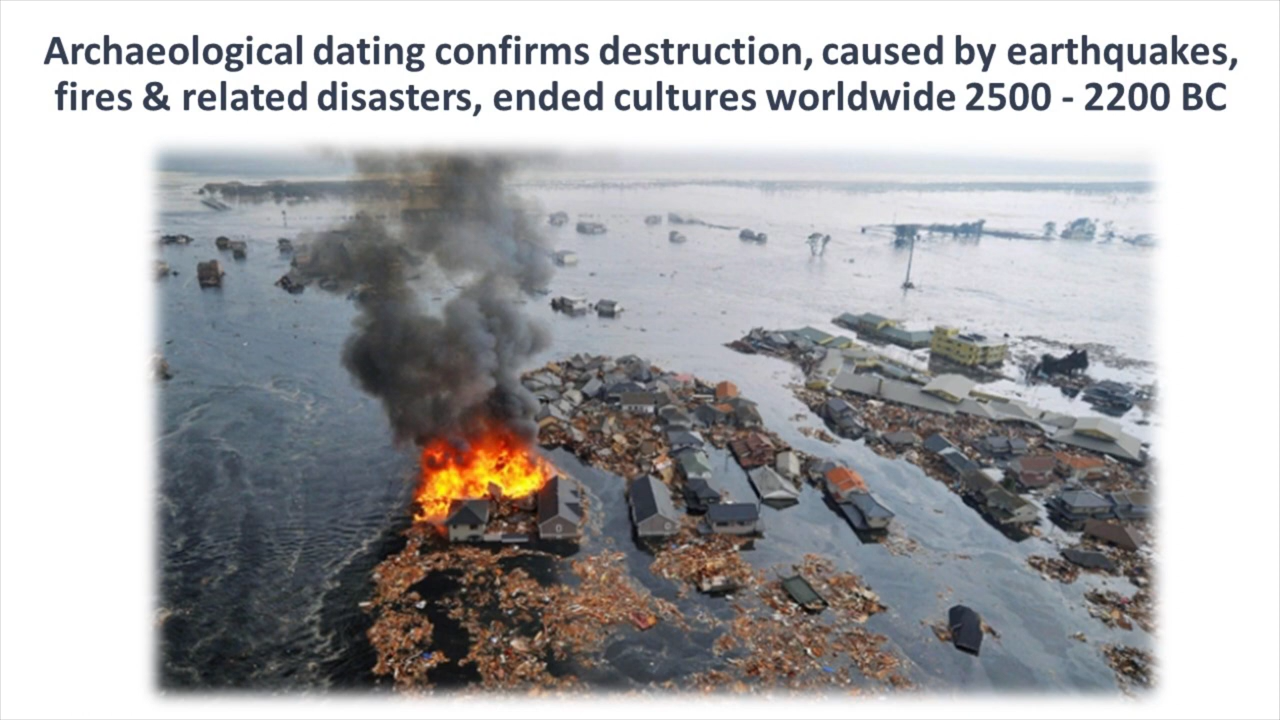 Archaeological dating confirms destruction, caused by earthquakes,
fires & related disasters, ended cultures worldwide 2500 - 2200 BC